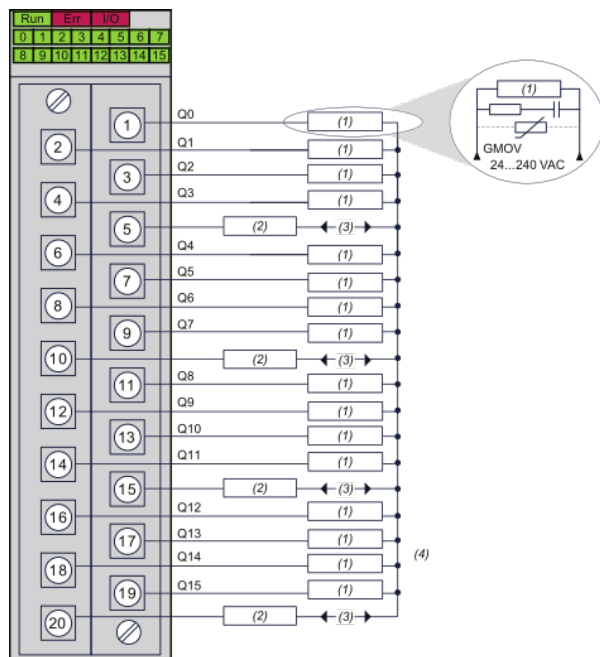 Run Err I/O
0 1 2 3 4 5 6 7
8 9 10 11 12 13 14 15
1 Q0 (1)
2 Q1 (1)
3 Q2 (1)
4 Q3 (1)
5 (2) (3)
6 Q4 (1)
7 Q5 (1)
8 Q6 (1)
9 Q7 (1)
10 (2) (3)
11 Q8 (1)
12 Q9 (1)
13 Q10 (1)
14 Q11 (1)
15 (2) (3)
16 Q12 (1)
17 Q13 (1)
18 Q14 (1)
19 Q15 (1)
20 (2) (3)
(4)
(1)
GMOV
24...240 VAC